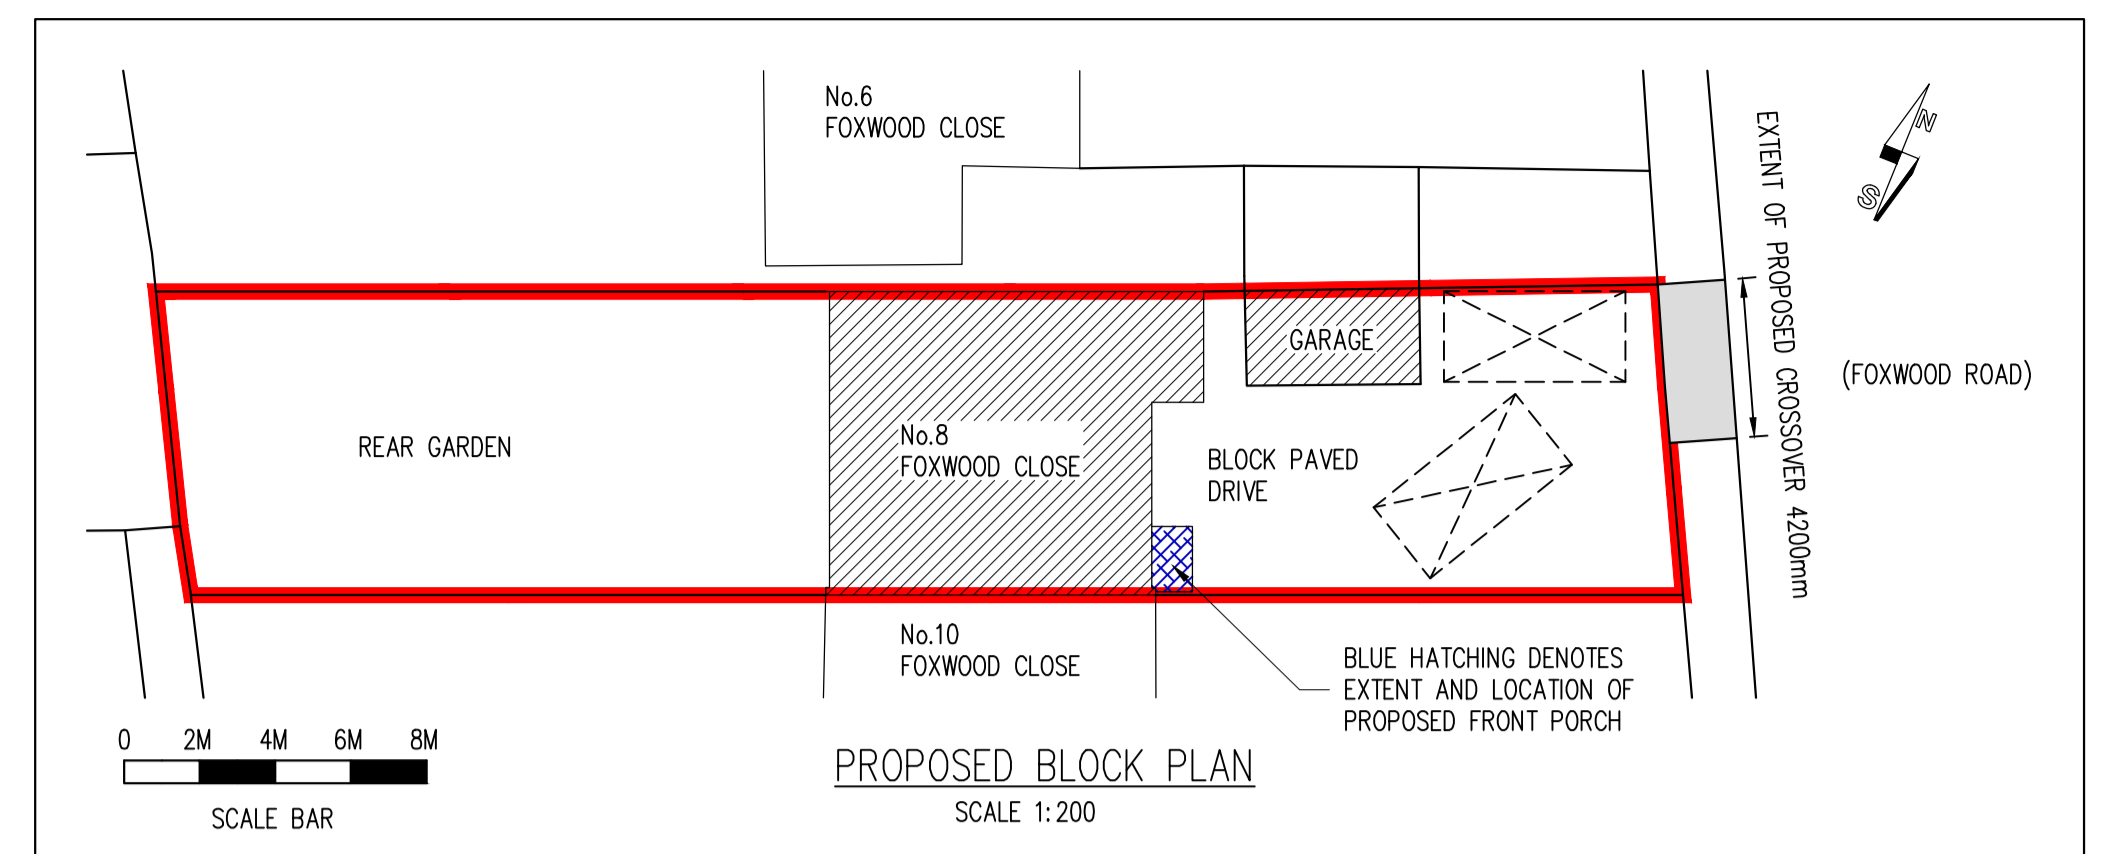 No.6
FOXWOOD CLOSE
N
S
EXTENT OF PROPOSED CROSSOVER 4200mm
(FOXWOOD ROAD)
GARAGE
REAR GARDEN
No.8
FOXWOOD CLOSE
BLOCK PAVED
DRIVE
No.10
FOXWOOD CLOSE
BLUE HATCHING DENOTES
EXTENT AND LOCATION OF
PROPOSED FRONT PORCH
0 2M 4M 6M 8M
SCALE BAR
PROPOSED BLOCK PLAN
SCALE 1:200